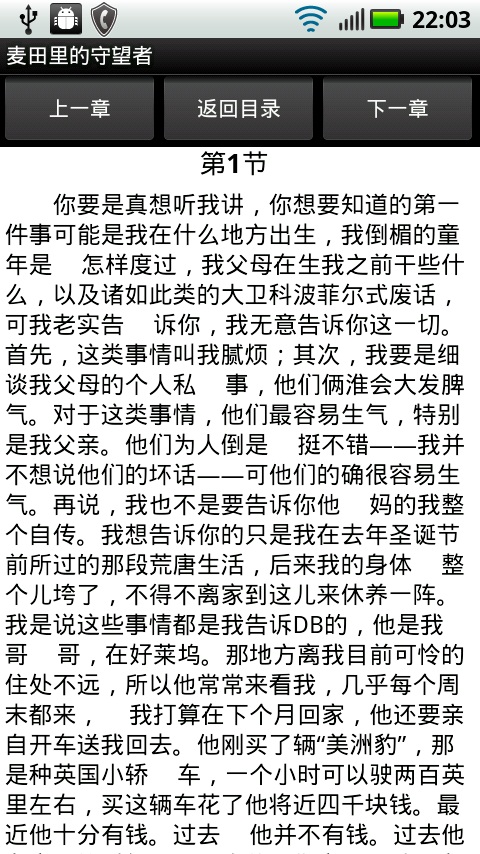 22:03
麦田里的守望者
上一章
返回目录
下一章
第1节
你要是真想听我讲，你想要知道的第一
件事可能是我在什么地方出生，我倒楣的童
年是　怎样度过，我父母在生我之前干些什
么，以及诸如此类的大卫科波菲尔式废话，
可我老实告　诉你，我无意告诉你这一切。
首先，这类事情叫我腻烦；其次，我要是细
谈我父母的个人私　事，他们俩淮会大发脾
气。对于这类事情，他们最容易生气，特别
是我父亲。他们为人倒是　挺不错——我并
不想说他们的坏话——可他们的确很容易生
气。再说，我也不是要告诉你他　妈的我整
个自传。我想告诉你的只是我在去年圣诞节
前所过的那段荒唐生活，后来我的身体　整
个儿垮了，不得不离家到这儿来休养一阵。
我是说这些事情都是我告诉DB的，他是我
哥　哥，在好莱坞。那地方离我目前可怜的
住处不远，所以他常常来看我，几乎每个周
末都来，　我打算在下个月回家，他还要亲
自开车送我回去。他刚买了辆“美洲豹”，那
是种英国小轿　车，一个小时可以驶两百英
里左右，买这辆车花了他将近四千块钱。最
近他十分有钱。过去　他并不有钱。过去他